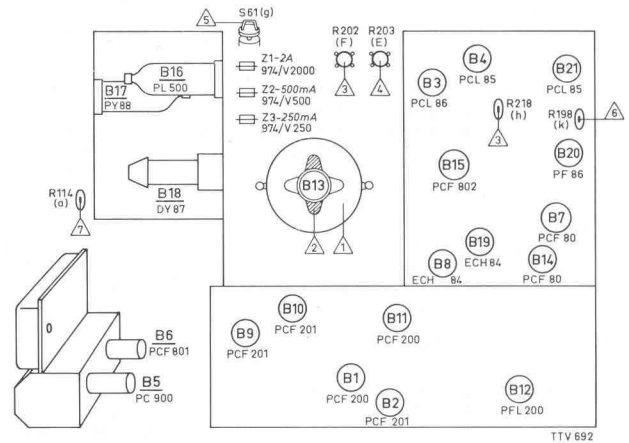 5
S61(g)
R202
(F)
R203
(E)
3
4
Z1-2A
974/V2000
Z2-500mA
974/V500
Z3-250mA
974/V250
B16
PL 500
B17
PY88
B18
DY 87
R114
(a)
7
B13
2
1
B4
PCL 85
B3
PCL 86
B21
PCL 85
R218
(h)
3
R198
(k)
6
B15
PCF 802
B20
PF 86
B7
PCF 80
B19
ECH 84
B8
ECH 84
B14
PCF 80
B6
PCF 801
B5
PC 900
B10
PCF 201
B9
PCF 201
B11
PCF 200
B1
PCF 200
B2
PCF 201
B12
PFL 200
TTV 692